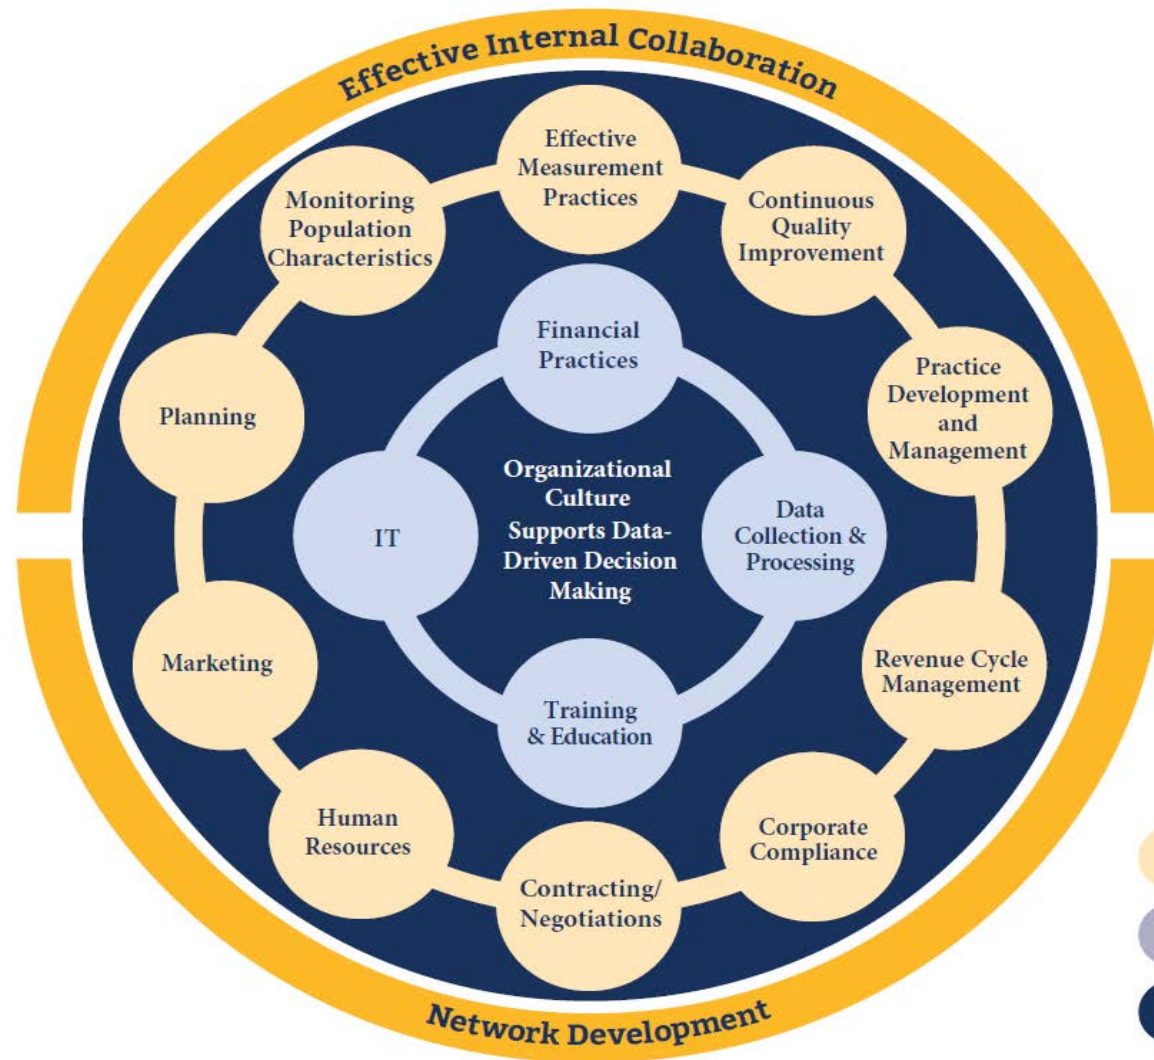 Effective Internal Collaboration
Effective
Measurement
Practices
Monitoring
Population
Characteristics
Continuous
Quality
Improvement
Financial
Practices
Practice
Development
and
Management
Planning
Organizational
Culture
Supports Data-
Driven Decision
Making
IT
Data
Collection &
Processing
Marketing
Revenue Cycle
Management
Training
& Education
Human
Resources
Corporate
Compliance
Contracting/
Negotiations
Network Development